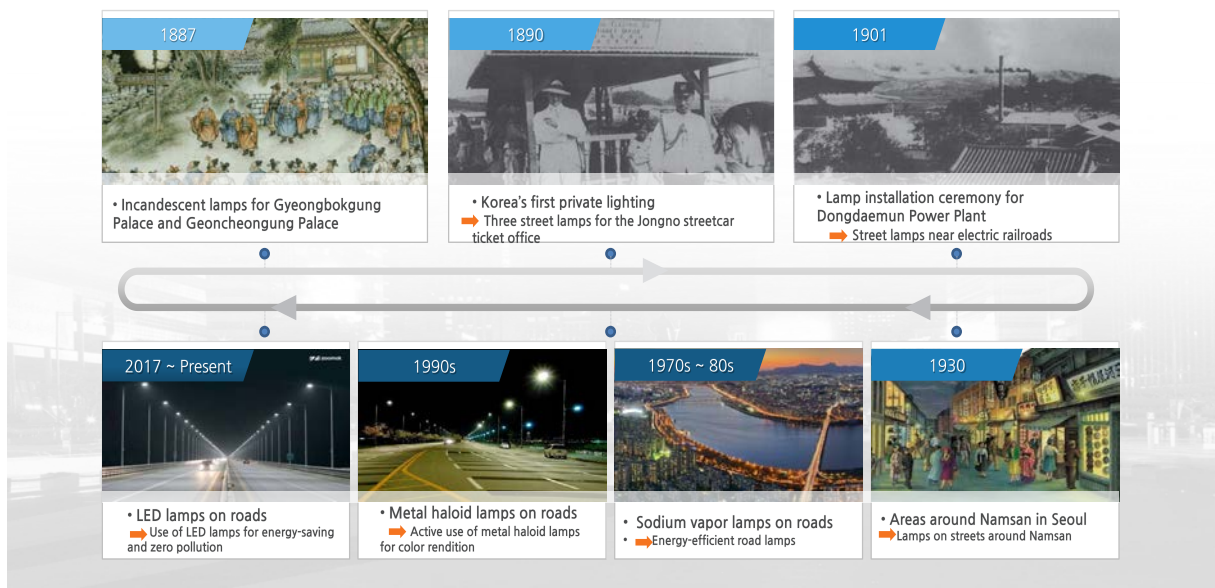 1887
• Incandescent lamps for Gyeongbokgung
Palace and Geoncheongung Palace
1890
• Korea's first private lighting
Three street lamps for the Jongno streetcar
ticket office
1901
• Lamp installation ceremony for
Dongdaemun Power Plant
Street lamps near electric railroads
2017 ~ Present
• LED lamps on roads
Use of LED lamps for energy-saving
and zero pollution
1990s
• Metal haloid lamps on roads
Active use of metal haloid lamps
for color rendition
1970s ~ 80s
• Sodium vapor lamps on roads
• Energy-efficient road lamps
1930
• Areas around Namsan in Seoul
Lamps on streets around Namsan